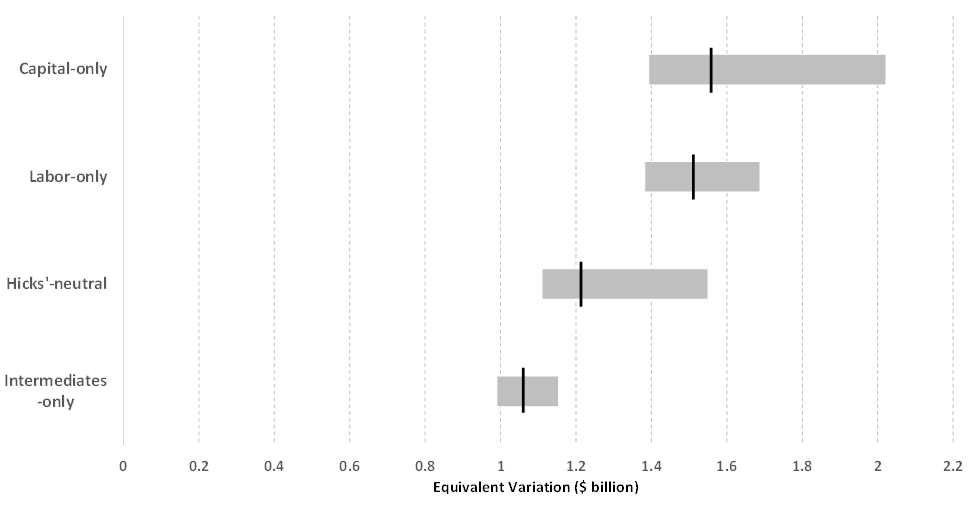 Capital-only
Labor-only
Hicks'-neutral
Intermediates
-only
0 0.2 0.4 0.6 0.8 1 1.2 1.4 1.6 1.8 2 2.2
Equivalent Variation ($ billion)